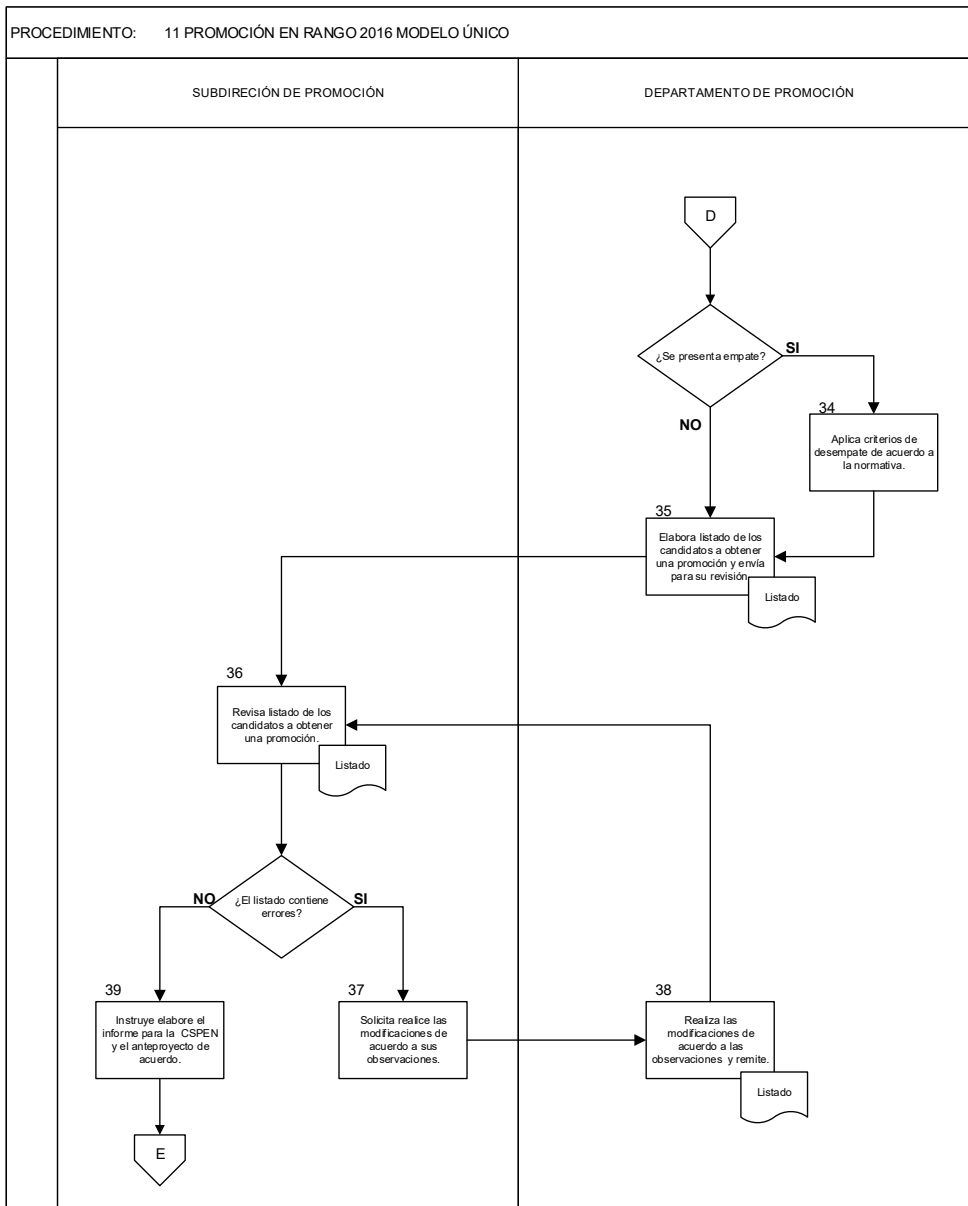 PROCEDIMIENTO: 11 PROMOCIÓN EN RANGO 2016 MODELO ÚNICO
SUBDIRECIÓN DE PROMOCIÓN
DEPARTAMENTO DE PROMOCIÓN
D
¿Se presenta empate?
SI
NO
34
Aplica criterios de
desempate de acuerdo a
la normativa.
35
Elabora listado de los
candidatos a obtener
una promoción y envía
para su revisión
Listado
36
Revisa listado de los
candidatos a obtener
una promoción.
Listado
¿El listado contiene
errores?
NO
SI
39
Instruye elabore el
informe para la CSPEN
y el anteproyecto de
acuerdo.
37
Solicita realice las
modificaciones de
acuerdo a sus
observaciones.
38
Realiza las
modificaciones de
acuerdo a las
observaciones y remite.
Listado
E